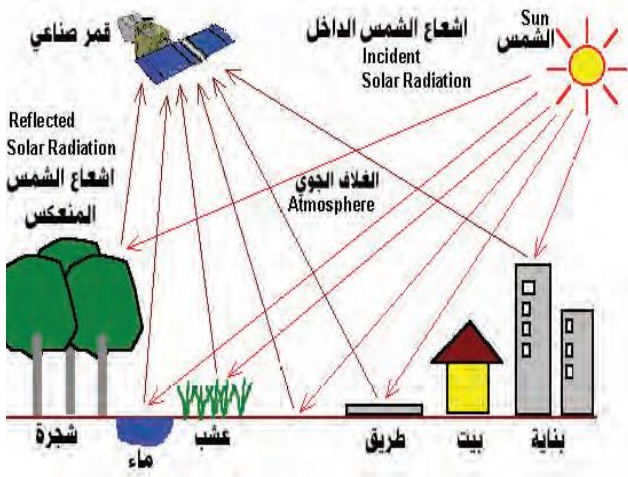 قمر صناعي
اشعاع الشمس الداخل
Incident
Solar Radiation
Sun
الشمس
Reflected
Solar Radiation
اشعاع الشمس
المنعكس
الغلاف الجوي
Atmosphere
شجرة
ماء
عشب
طريق
بيت
بناية